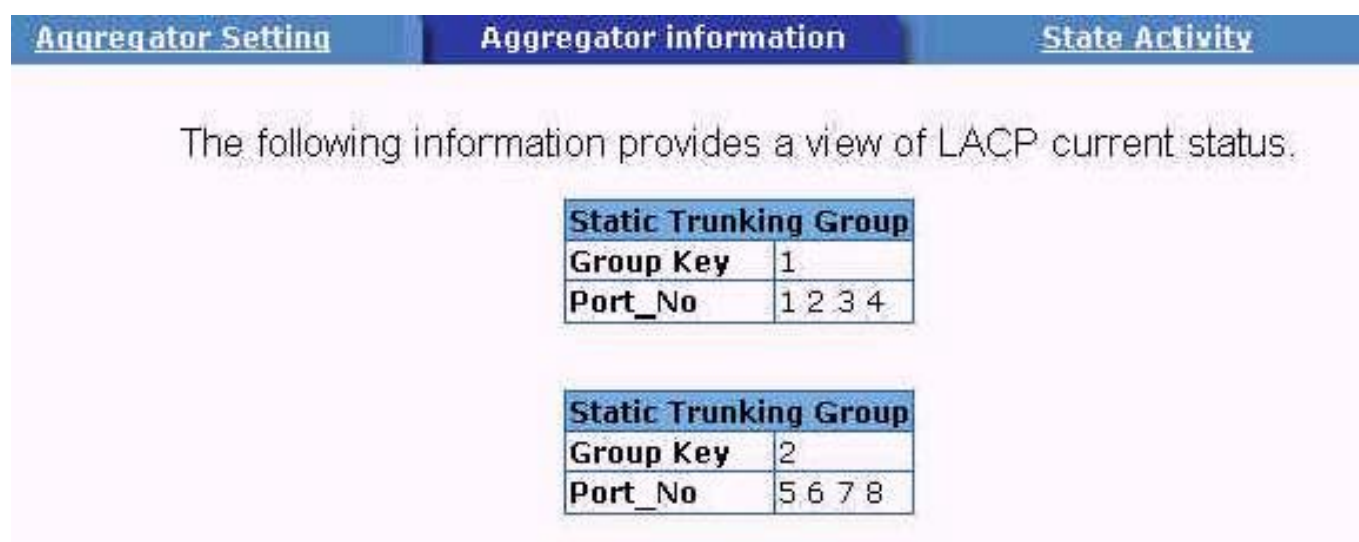 Aggregator Setting Aggregator information State Activity
The following information provides a view of LACP current status.
Static Trunking Group
Group Key 1
Port_No 1 2 3 4
Static Trunking Group
Group Key 2
Port_No 5 6 7 8